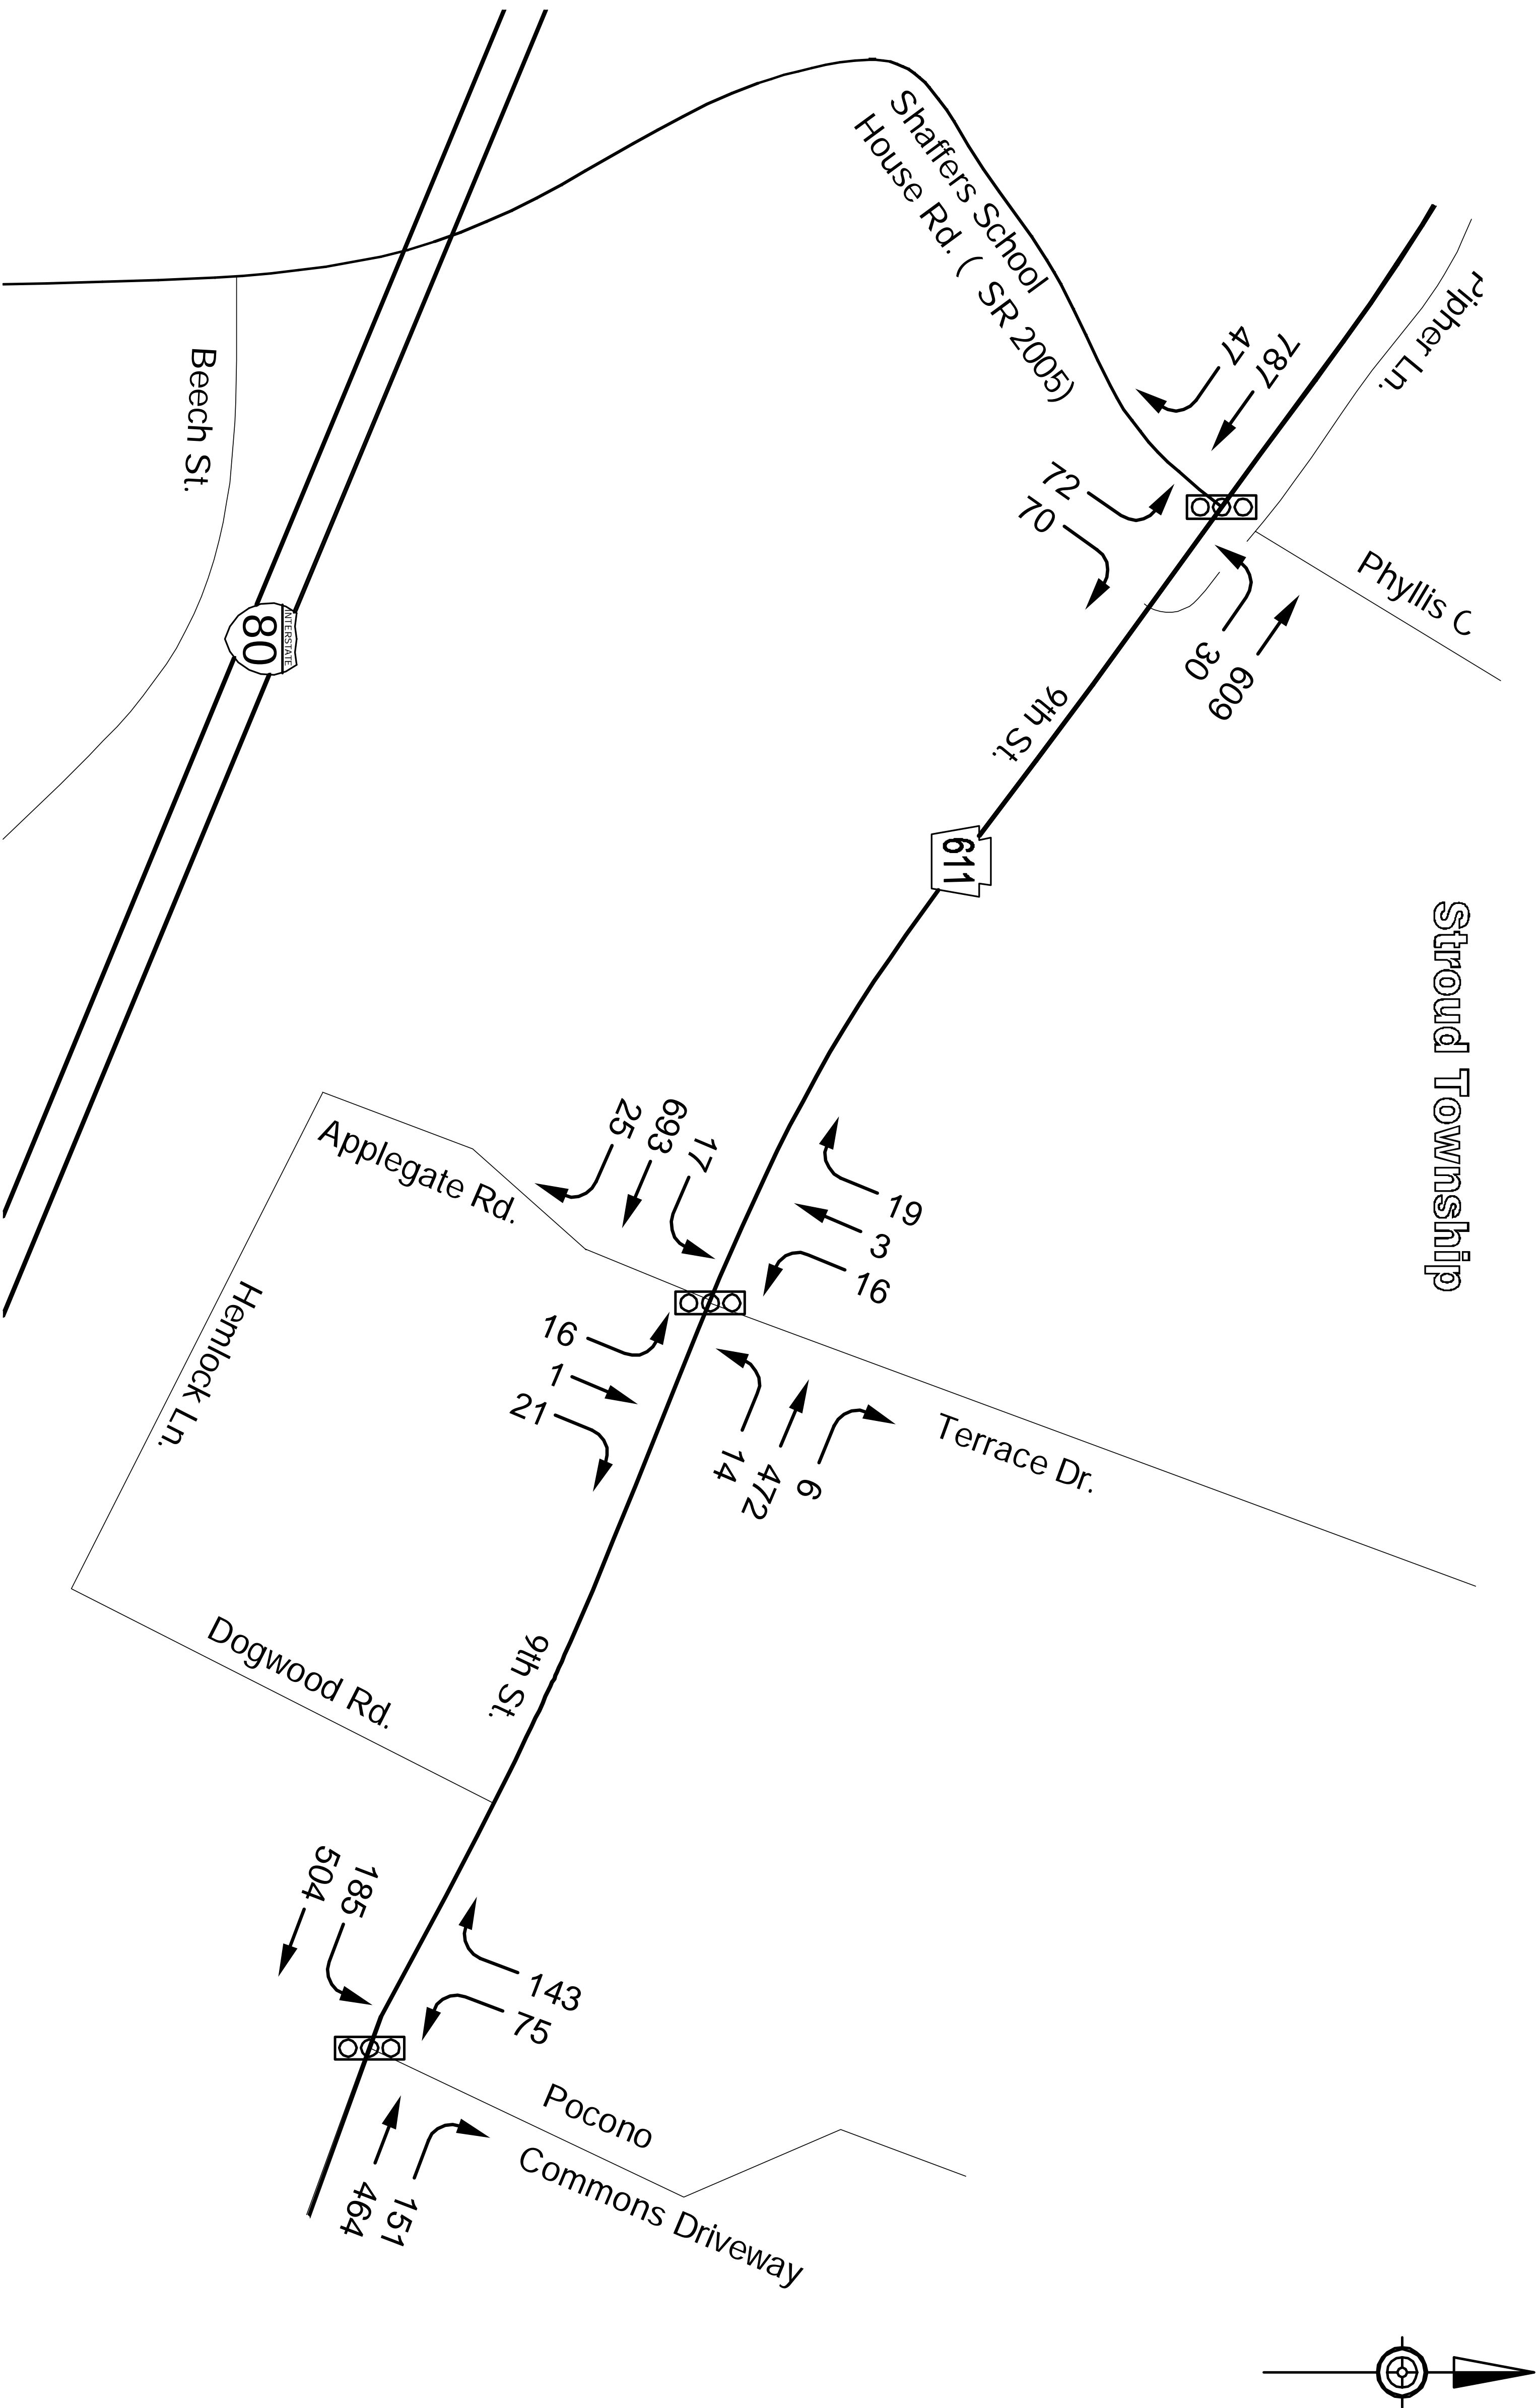 Shaffers School
House Rd. ( SR 2005)
Ln.
47
787
72
70
Phyllis
30
609
9th St.
Beech St.
INTERSTATE
80
611
Stroud Township
25
693
17
19
3
16
Applegate Rd.
16
1
21
14
472
6
Terrace Dr.
Hemlock Ln.
Dogwood Rd.
9th St.
504
185
143
75
464
151
Pocono
Commons Driveway